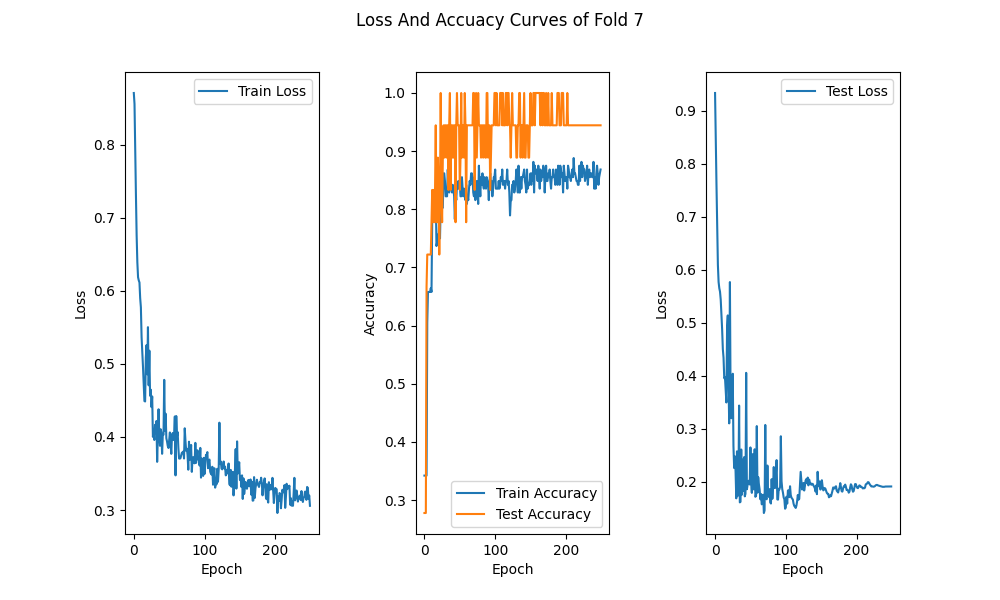 Loss And Accuacy Curves of Fold 7
Train Loss
0.8
0.7
0.6
0.5
0.4
0.3
Loss
0
100
200
Epoch
1.0
0.9
0.8
0.7
0.6
0.5
0.4
0.3
Accuracy
Train Accuracy
Test Accuracy
0
100
200
Epoch
Test Loss
0.9
0.8
0.7
0.6
0.5
0.4
0.3
0.2
Loss
0
100
200
Epoch